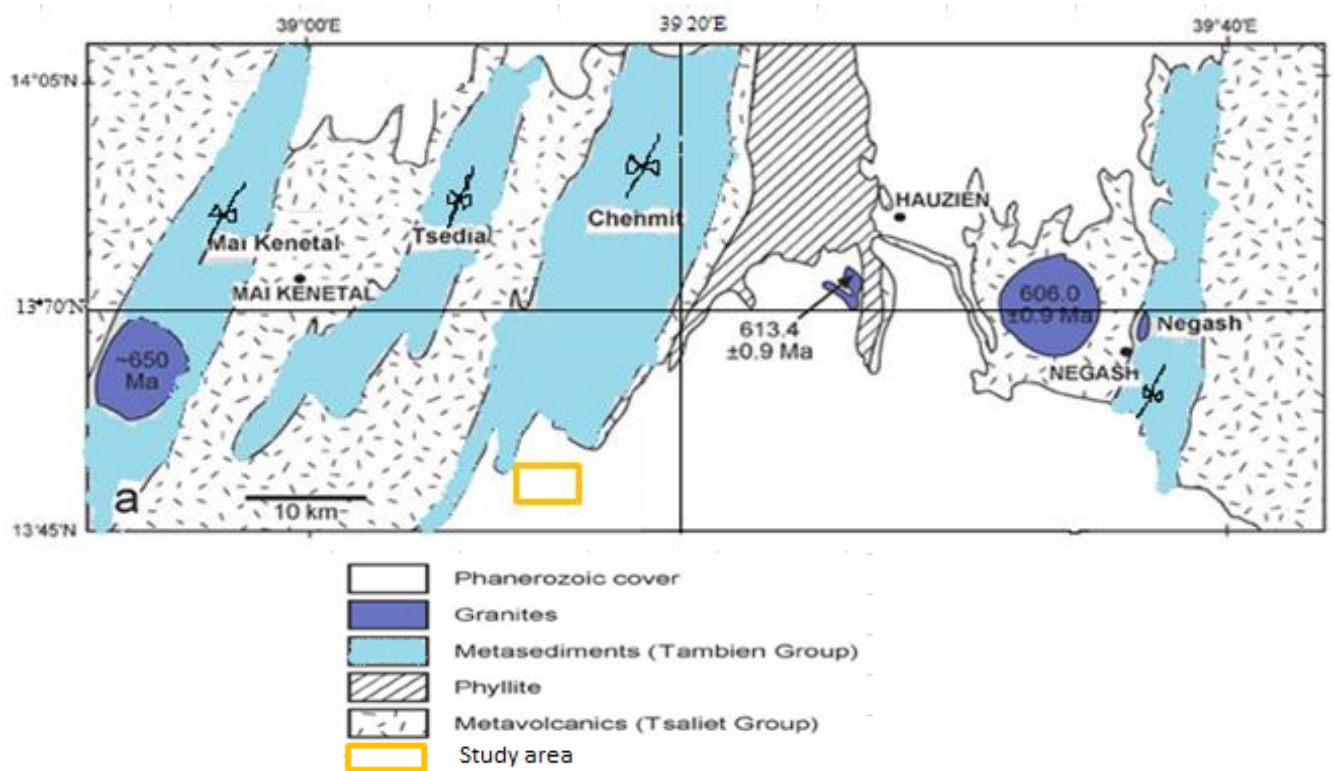 39°00'E
39°20'E
39°40'E
14°05'N
HAUZIEN
Chehmit
Tsedia
Mai Kenetal
MAI KENETAL
13°70'N
606.0
±0.9 Ma
Negash
613.4
±0.9 Ma
~650
Ma
NEGASH
a
10 km
13°45'N
Phanerozoic cover
Granites
Metasediments (Tambien Group)
Phyllite
Metavolcanics (Tsaliet Group)
Study area